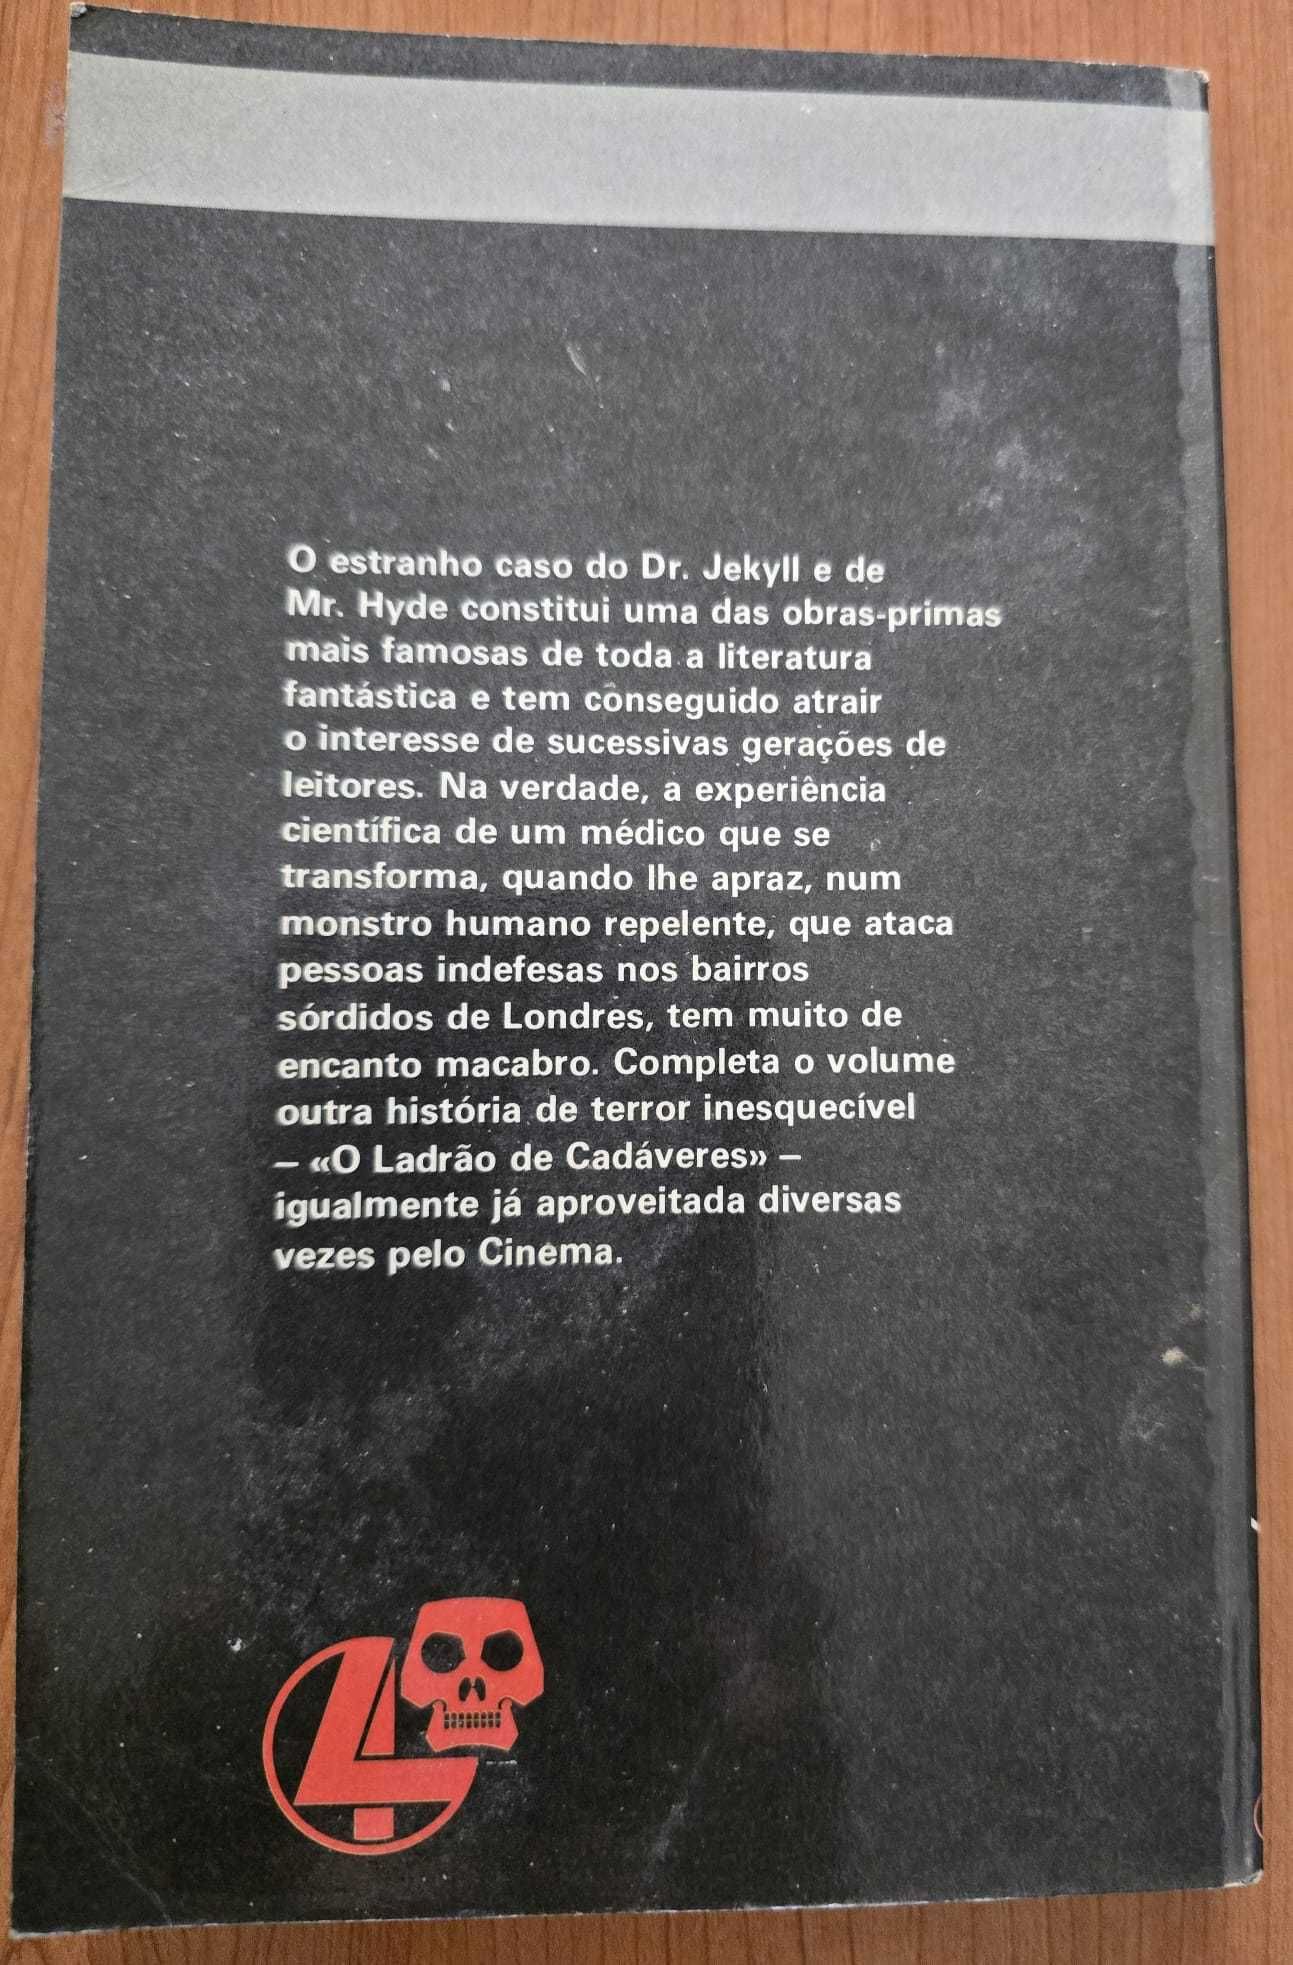 O estranho caso do Dr. Jekyll e de
Mr. Hyde constitui uma das obras-primas
mais famosas de toda a literatura
fantástica e tem conseguido atrair
o interesse de sucessivas gerações de
leitores. Na verdade, a experiência
científica de um médico que se
transforma, quando lhe apraz, num
monstro humano repelente, que ataca
pessoas indefesas nos bairros
sórdidos de Londres, tem muito de
encanto macabro. Completa o volume
outra história de terror inesquecível
– «O Ladrão de Cadáveres» –
igualmente já aproveitada diversas
vezes pelo Cinema.